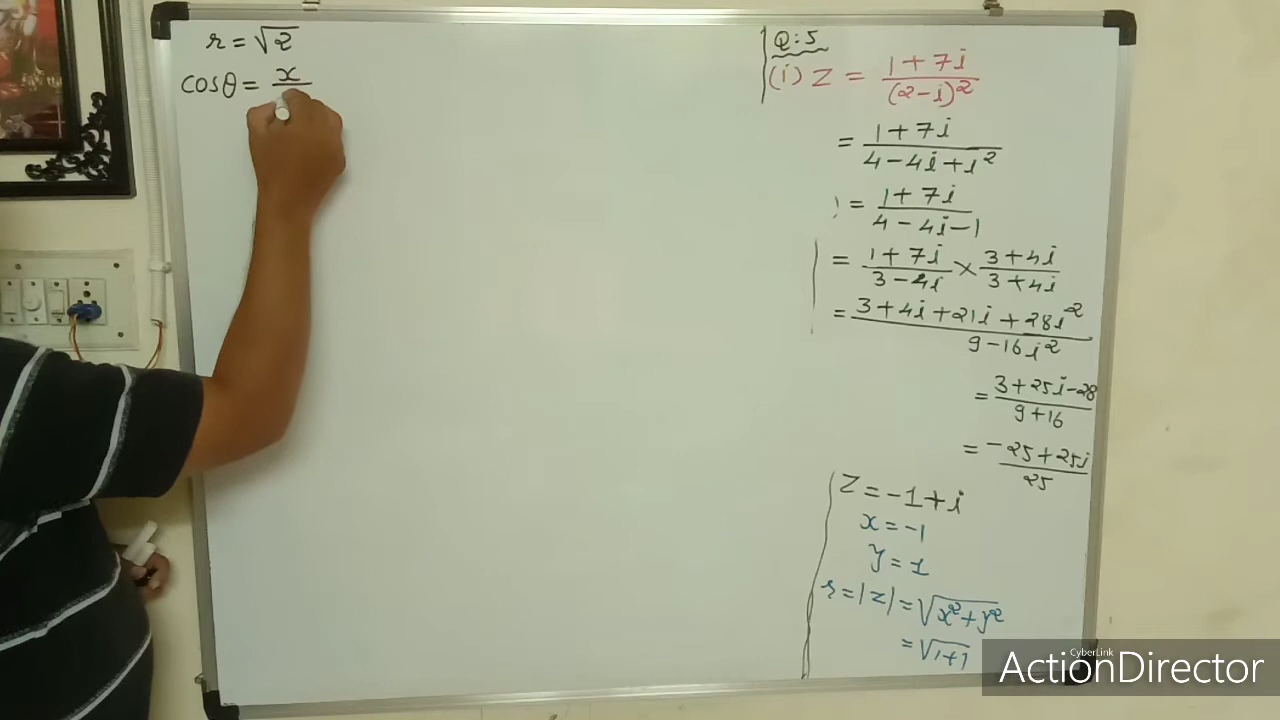 r = √2
cosθ = x
Q:5
(i) z = (1+7i)/(2-i)²
= (1+7i)/(4-4i+i²)
= (1+7i)/(4-4i-1)
= (1+7i)/(3-4i) × (3+4i)/(3+4i)
= (3+4i+21i+28i²)/(9-16i²)
= (3+25i-28)/(9+16)
= (-25+25i)/25
z = -1+i
x = -1
y = 1
r = |z| = √(x²+y²)
= √(1+1)
CyberLink
ActionDirector